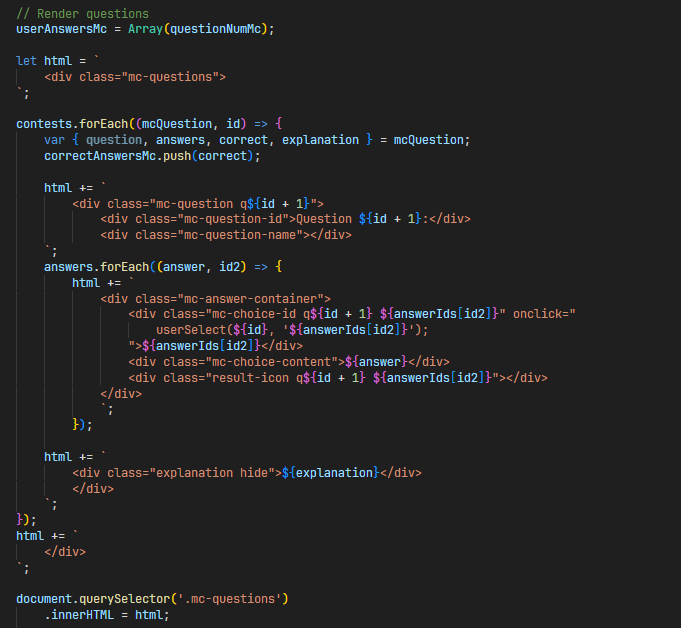 // Render questions
userAnswersMc = Array(questionNumMc);
let html = `
<div class="mc-questions">
`;
contests.forEach((mcQuestion, id) => {
var { question, answers, correct, explanation } = mcQuestion;
correctAnswersMc.push(correct);
html += `
<div class="mc-question q${id + 1}">
<div class="mc-question-id">Question ${id + 1}:</div>
<div class="mc-question-name"></div>
`;
answers.forEach((answer, id2) => {
html += `
<div class="mc-answer-container">
<div class="mc-choice-id q${id + 1} ${answerIds[id2]}" onclick="
userSelect(${id}, '${answerIds[id2]}');
">${answerIds[id2]}</div>
<div class="mc-choice-content">${answer}</div>
<div class="result-icon q${id + 1} ${answerIds[id2]}"></div>
</div>
`;
});
html += `
<div class="explanation hide">${explanation}</div>
</div>
`;
});
html += `
</div>
`;
document.querySelector('.mc-questions')
.innerHTML = html;